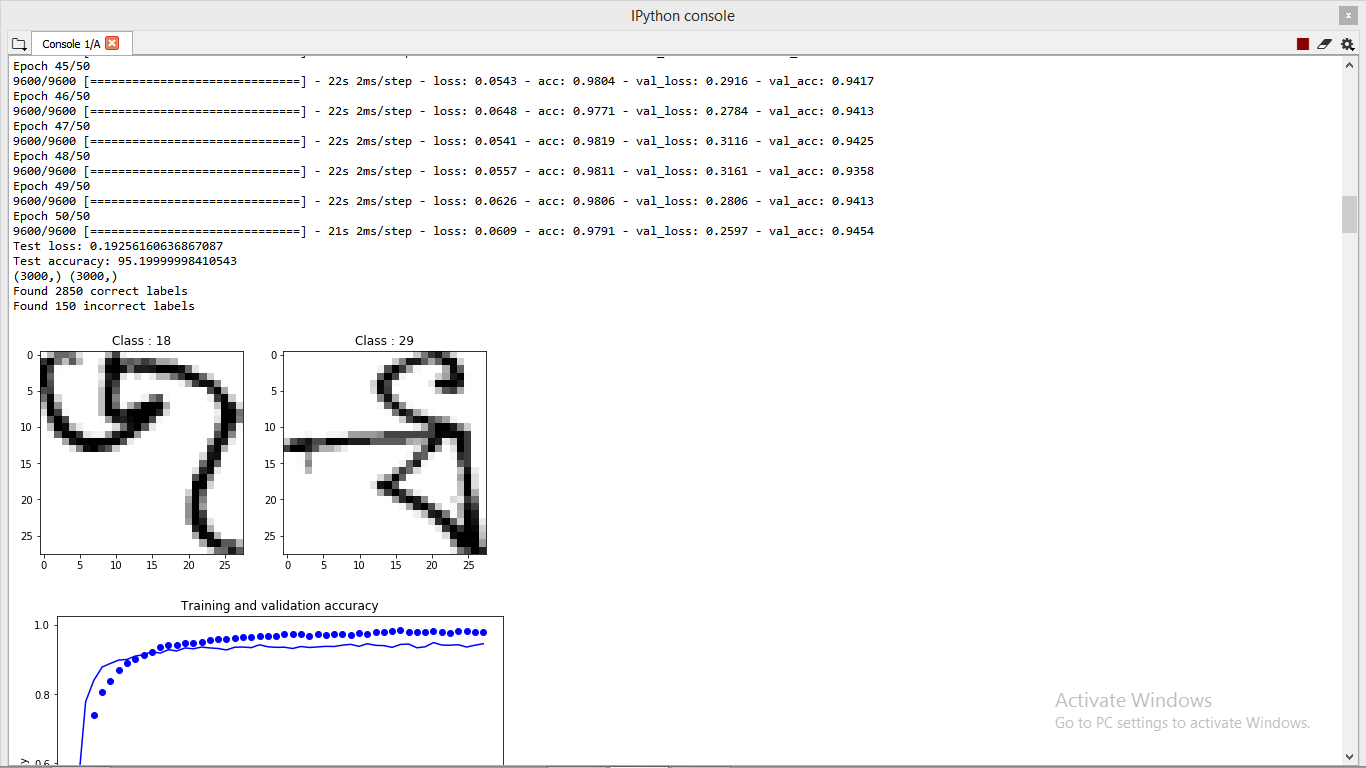 IPython console
Console 1/A
Epoch 45/50
9600/9600 [==============================] - 22s 2ms/step - loss: 0.0543 - acc: 0.9804 - val_loss: 0.2916 - val_acc: 0.9417
Epoch 46/50
9600/9600 [==============================] - 22s 2ms/step - loss: 0.0648 - acc: 0.9771 - val_loss: 0.2784 - val_acc: 0.9413
Epoch 47/50
9600/9600 [==============================] - 22s 2ms/step - loss: 0.0541 - acc: 0.9819 - val_loss: 0.3116 - val_acc: 0.9425
Epoch 48/50
9600/9600 [==============================] - 22s 2ms/step - loss: 0.0557 - acc: 0.9811 - val_loss: 0.3161 - val_acc: 0.9358
Epoch 49/50
9600/9600 [==============================] - 22s 2ms/step - loss: 0.0626 - acc: 0.9806 - val_loss: 0.2806 - val_acc: 0.9413
Epoch 50/50
9600/9600 [==============================] - 21s 2ms/step - loss: 0.0609 - acc: 0.9791 - val_loss: 0.2597 - val_acc: 0.9454
Test loss: 0.19256160636867087
Test accuracy: 95.19999998410543
(3000,) (3000,)
Found 2850 correct labels
Found 150 incorrect labels
Class : 18
0
5
10
15
20
25
0 5 10 15 20 25
Class : 29
0
5
10
15
20
25
0 5 10 15 20 25
Training and validation accuracy
1.0
0.8
0.6
Activate Windows
Go to PC settings to activate Windows.